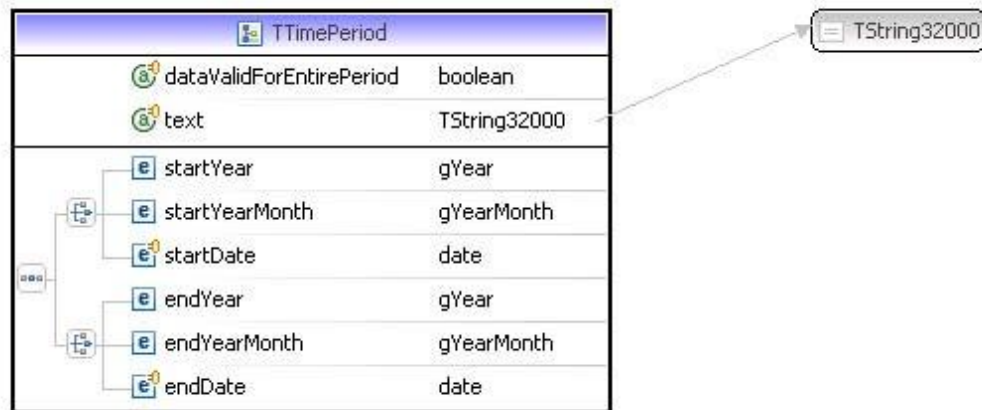 TTimePeriod
TString32000
dataValidForEntirePeriod boolean
text TString32000
startYear gYear
startYearMonth gYearMonth
startDate date
endYear gYear
endYearMonth gYearMonth
endDate date